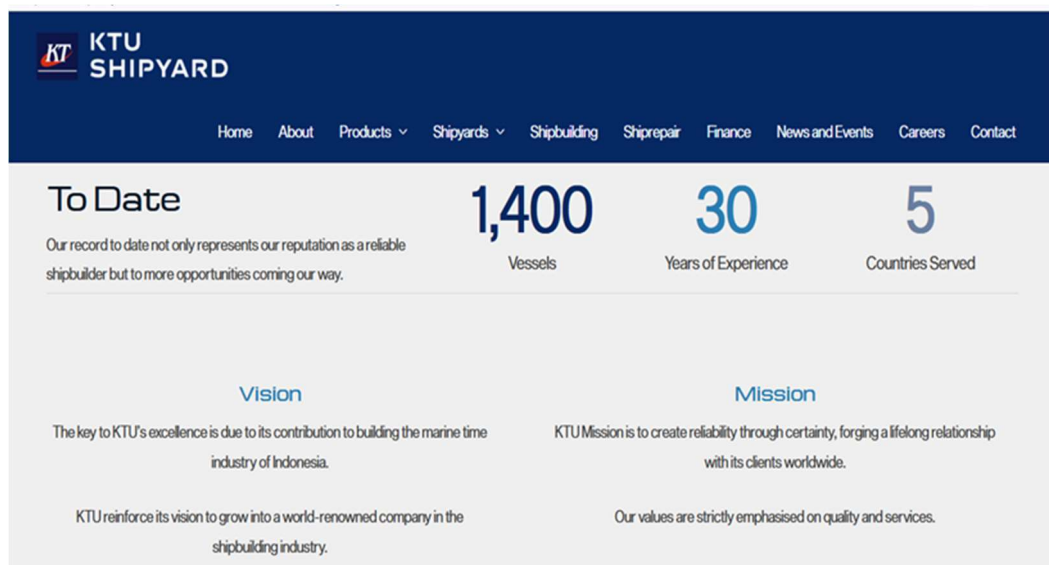 KT
KTU
SHIPYARD
Home About Products Shipyards Shipbuilding Shiprepair Finance News and Events Careers Contact
To Date
Our record to date not only represents our reputation as a reliable
shipbuilder but to more opportunities coming our way.
1,400
Vessels
30
Years of Experience
5
Countries Served
Vision
The key to KTU's excellence is due to its contribution to building the marine time
industry of Indonesia.
KTU reinforce its vision to grow into a world-renowned company in the
shipbuilding industry.
Mission
KTU Mission is to create reliability through certainty, forging a lifelong relationship
with its clients worldwide.
Our values are strictly emphasised on quality and services.